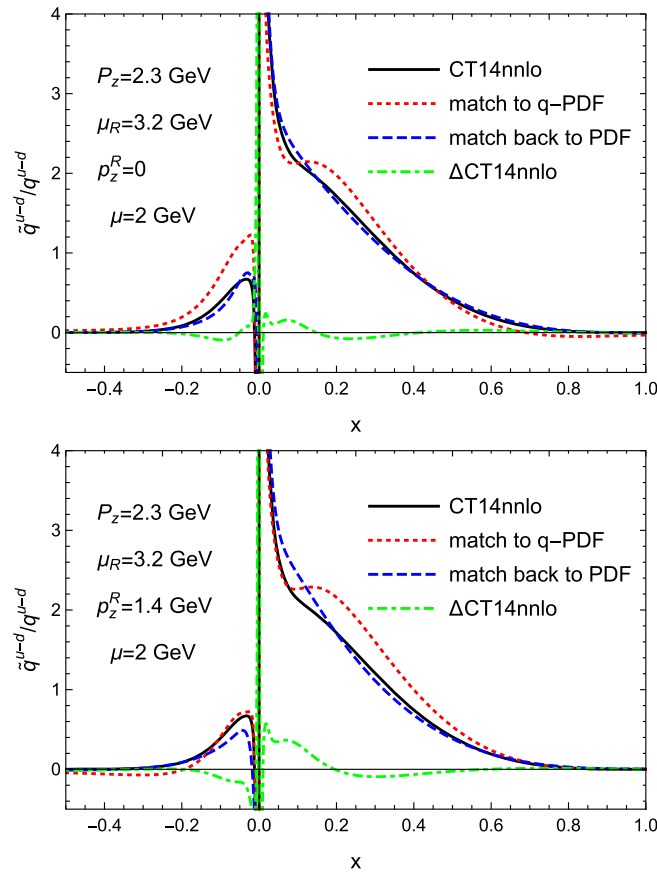 4
3
2
1
0
q̃ᵘ⁻ᵈ/qᵘ⁻ᵈ
P_z=2.3 GeV
μ_R=3.2 GeV
p_z^R=0
μ=2 GeV
CT14nnlo
match to q-PDF
match back to PDF
ΔCT14nnlo
-0.4 -0.2 0.0 0.2 0.4 0.6 0.8 1.0
x
4
3
2
1
0
q̃ᵘ⁻ᵈ/qᵘ⁻ᵈ
P_z=2.3 GeV
μ_R=3.2 GeV
p_z^R=1.4 GeV
μ=2 GeV
CT14nnlo
match to q-PDF
match back to PDF
ΔCT14nnlo
-0.4 -0.2 0.0 0.2 0.4 0.6 0.8 1.0
x